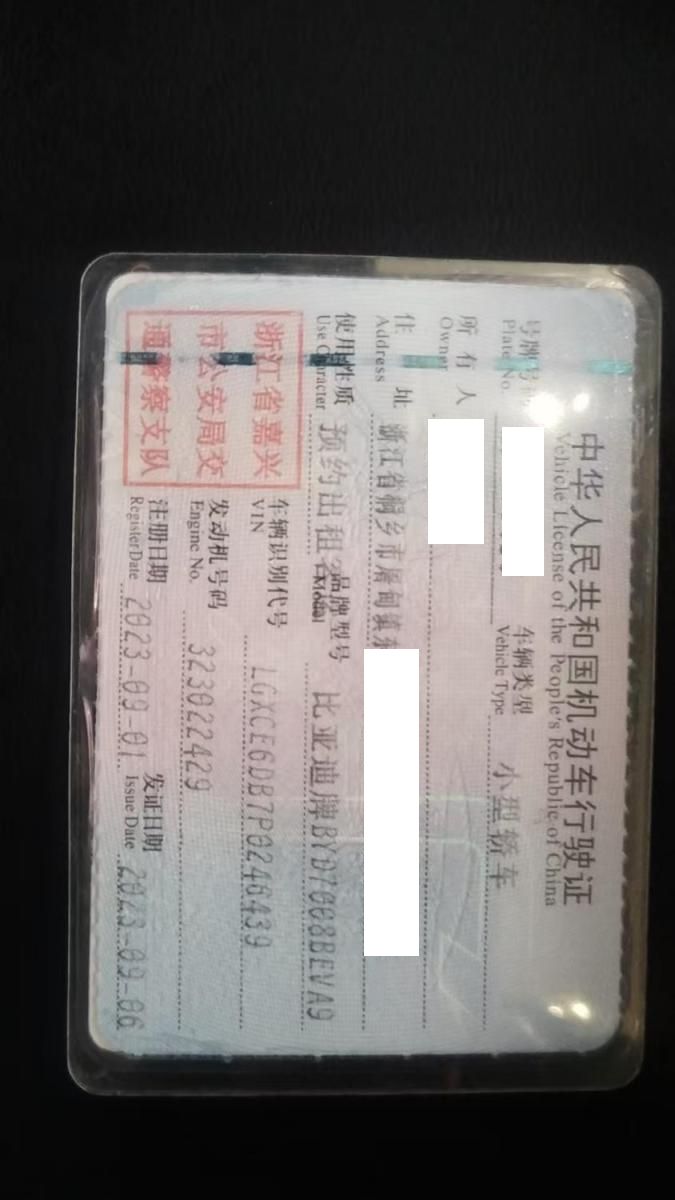 中华人民共和国机动车行驶证
Vehicle License of the People's Republic of China
号牌号码
Plate No.
车辆类型
Vehicle Type
小型轿车
所有人
Owner
住址
Address
浙江省桐乡市屠甸镇
使用性质
Use Character
预约出租客运
品牌型号
Model
比亚迪牌BYD7008BEVA9
车辆识别代号
VIN
LGXCE6DB7P0246439
发动机号码
Engine No.
323022429
注册日期
Register Date
2023-09-01
发证日期
Issue Date
2023-09-06
浙江省嘉兴
市公安局交
通警察支队